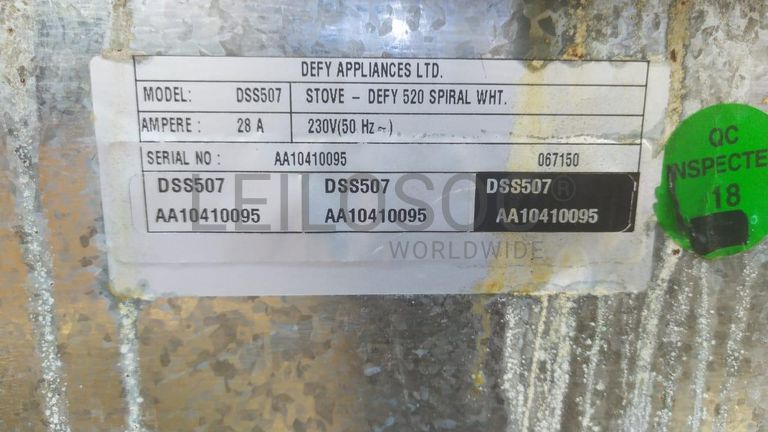 DEFY APPLIANCES LTD.
MODEL: DSS507 STOVE - DEFY 520 SPIRAL WHT.
AMPERE : 28 A 230V(50 Hz~)
SERIAL NO : AA10410095 067150
DSS507 DSS507 DSS507
AA10410095 AA10410095 AA10410095
QC
INSPECTE
18
LEILOSOC®
WORLDWIDE